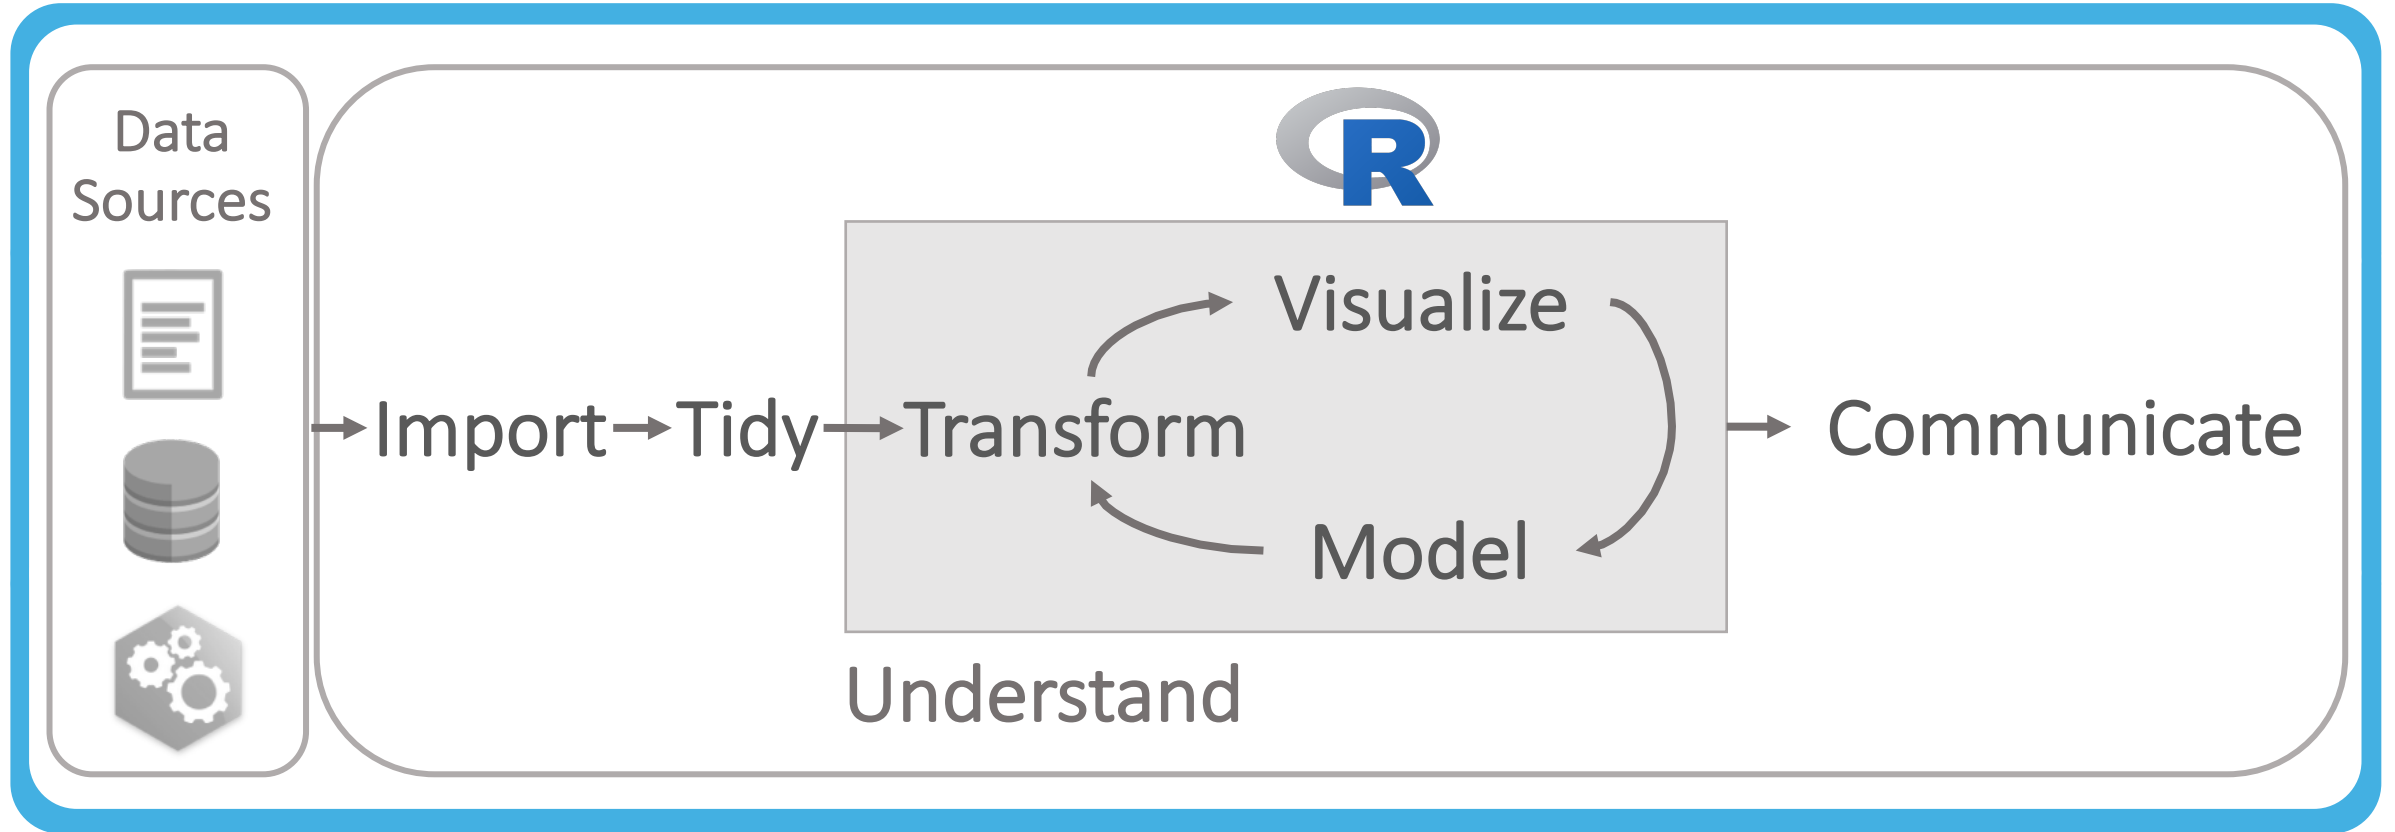 Data
Sources
R
Visualize
Import
Tidy
Transform
Communicate
Model
Understand